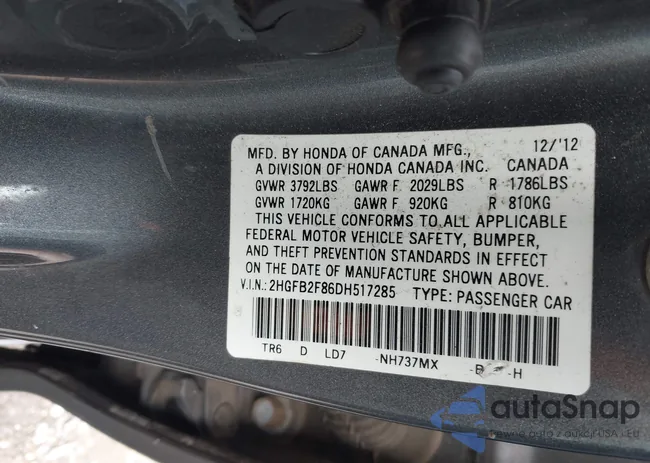 MFD. BY HONDA OF CANADA MFG., 12/'12
A DIVISION OF HONDA CANADA INC. CANADA
GVWR 3792LBS GAWR F 2029LBS R 1786LBS
GVWR 1720KG GAWR F 920KG R 810KG
THIS VEHICLE CONFORMS TO ALL APPLICABLE
FEDERAL MOTOR VEHICLE SAFETY, BUMPER,
AND THEFT PREVENTION STANDARDS IN EFFECT
ON THE DATE OF MANUFACTURE SHOWN ABOVE.
V.I.N.: 2HGFB2F86DH517285 TYPE: PASSENGER CAR
TR6 D LD7 -NH737MX -B -H
autoSnap